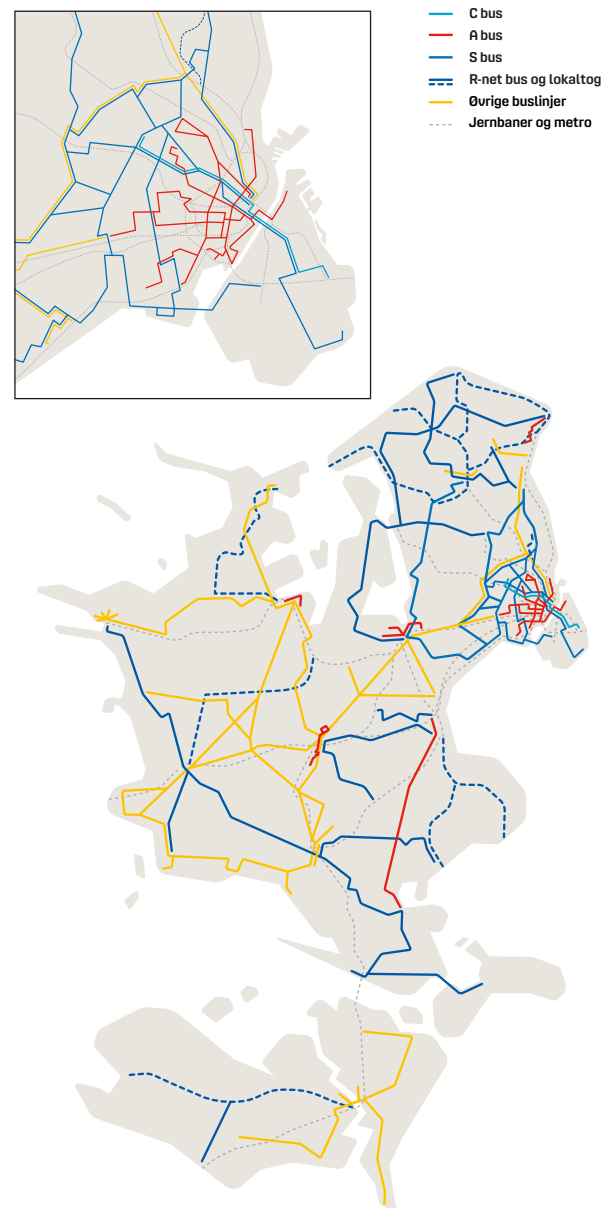 C bus
A bus
S bus
R-net bus og lokaltog
Øvrige buslinjer
Jernbaner og metro